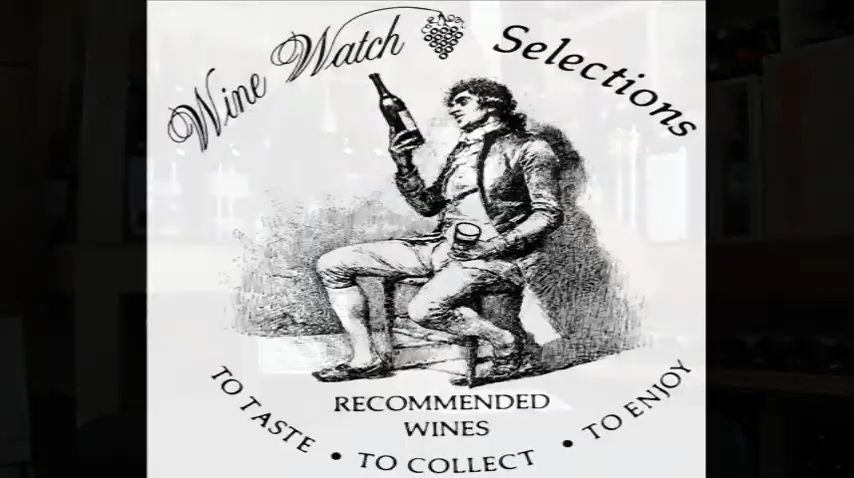 Wine Watch Selections
RECOMMENDED
WINES
TO TASTE • TO COLLECT • TO ENJOY